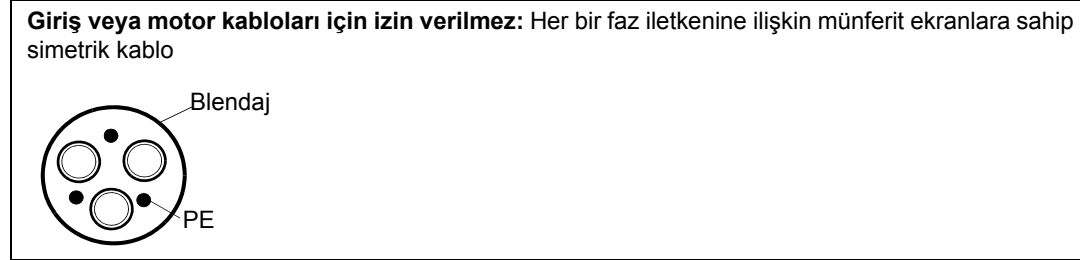 Giriş veya motor kabloları için izin verilmez: Her bir faz iletkenine ilişkin münferit ekranlara sahip
simetrik kablo
Blendaj
PE